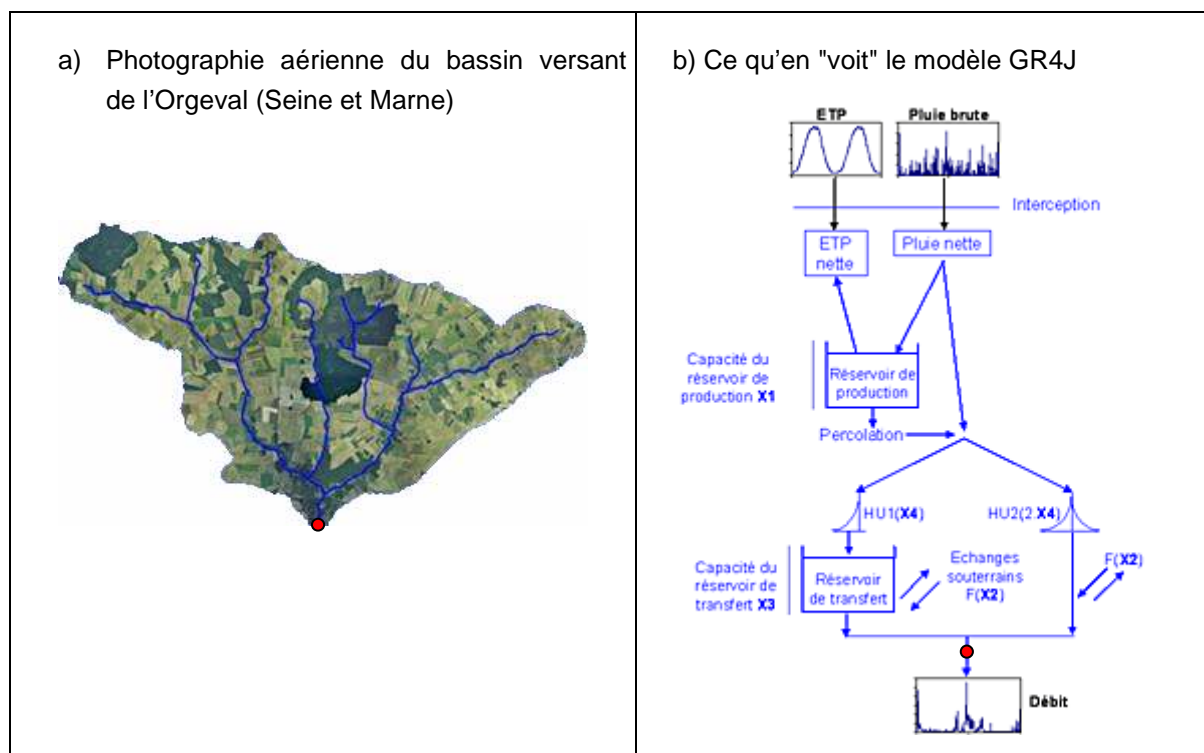 a) Photographie aérienne du bassin versant
de l'Orgeval (Seine et Marne)
b) Ce qu'en "voit" le modèle GR4J
ETP
Pluie brute
Interception
ETP
nette
Pluie nette
Capacité du
réservoir de
production X1
Réservoir de
production
Percolation
HU1(X4)
HU2(2.X4)
Capacité du
réservoir de
transfert X3
Réservoir
de transfert
Echanges
souterrains
F(X2)
F(X2)
Débit